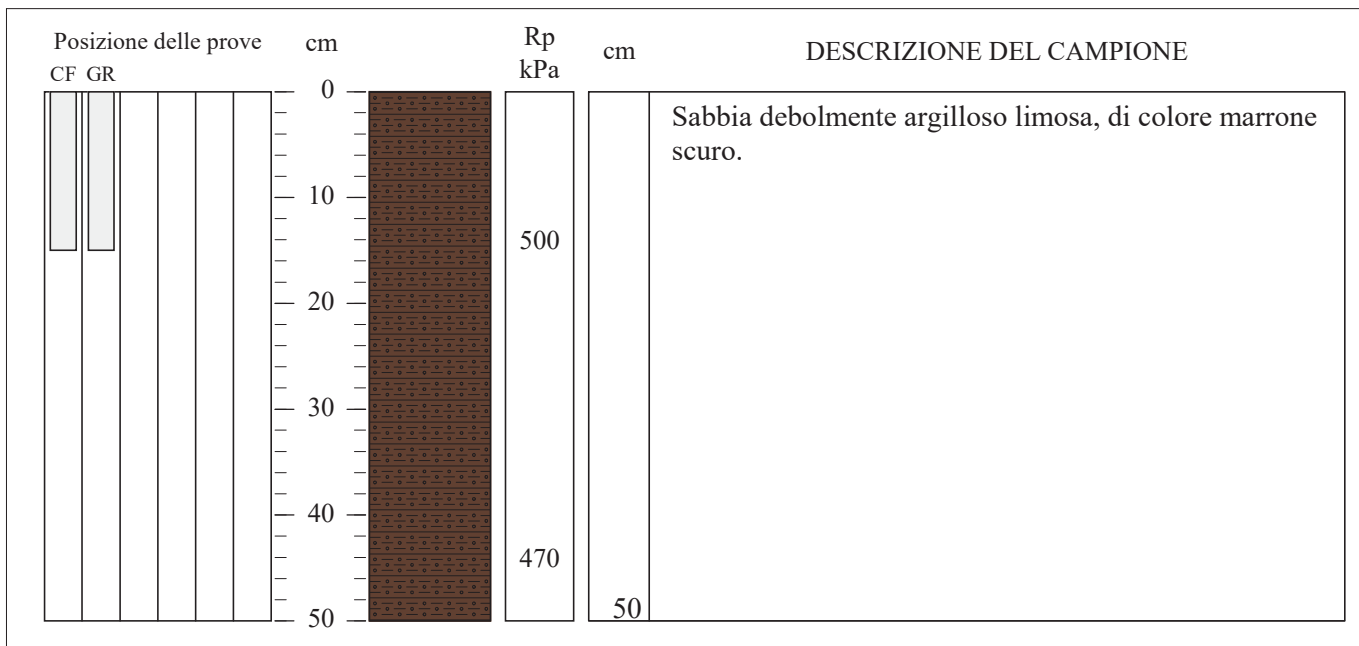 Posizione delle prove
CF GR
cm
Rp
kPa
cm
DESCRIZIONE DEL CAMPIONE
0
10
20
30
40
50
500
470
50
Sabbia debolmente argilloso limosa, di colore marrone
scuro.